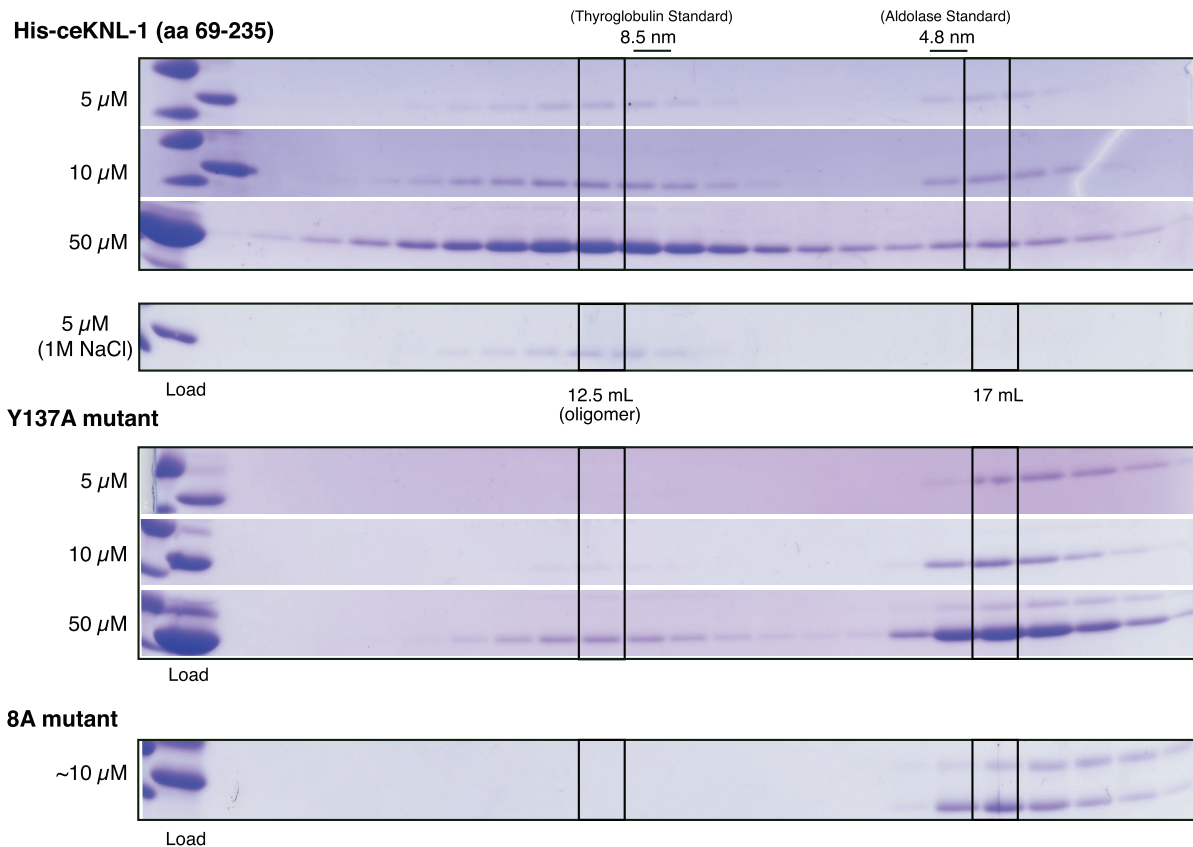 His-ceKNL-1 (aa 69-235)
(Thyroglobulin Standard)
8.5 nm
(Aldolase Standard)
4.8 nm
5 µM
10 µM
50 µM
5 µM
(1M NaCl)
Load
12.5 mL
(oligomer)
17 mL
Y137A mutant
5 µM
10 µM
50 µM
Load
8A mutant
~10 µM
Load